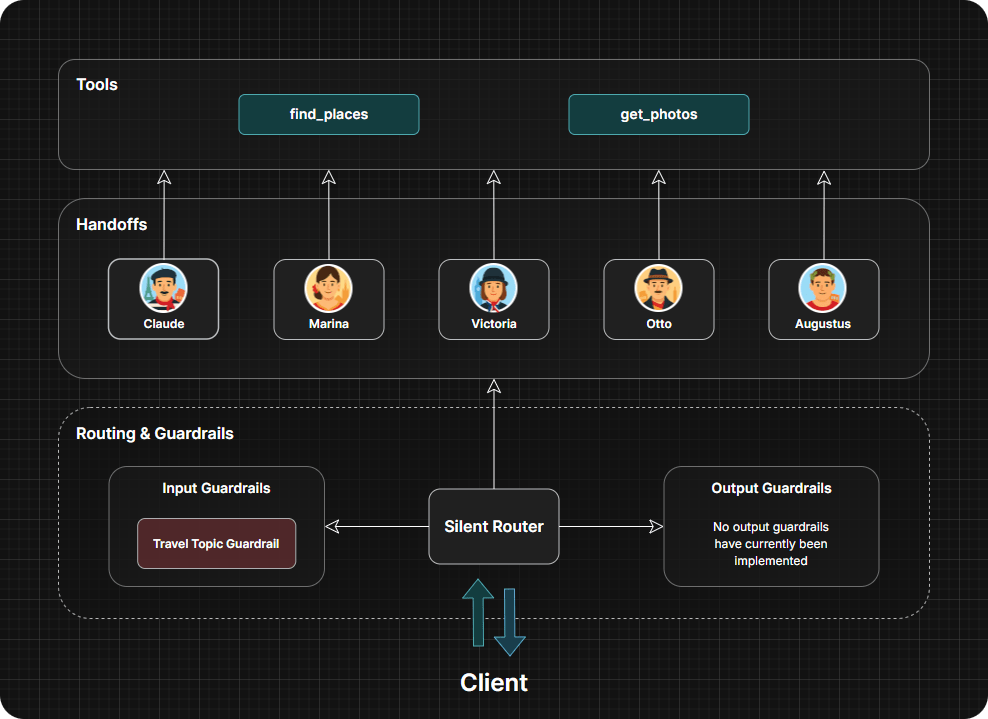 Tools
find_places
get_photos
Handoffs
Claude
Marina
Victoria
Otto
Augustus
Routing & Guardrails
Input Guardrails
Travel Topic Guardrail
Silent Router
Output Guardrails
No output guardrails
have currently been
implemented
Client